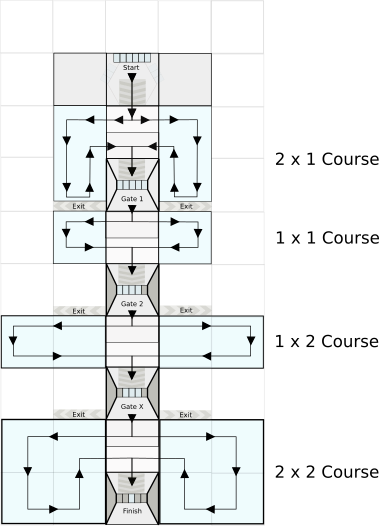 Start
2 x 1 Course
Gate 1
Exit Exit
1 x 1 Course
Gate 2
Exit Exit
1 x 2 Course
Gate X
Exit Exit
2 x 2 Course
Finish